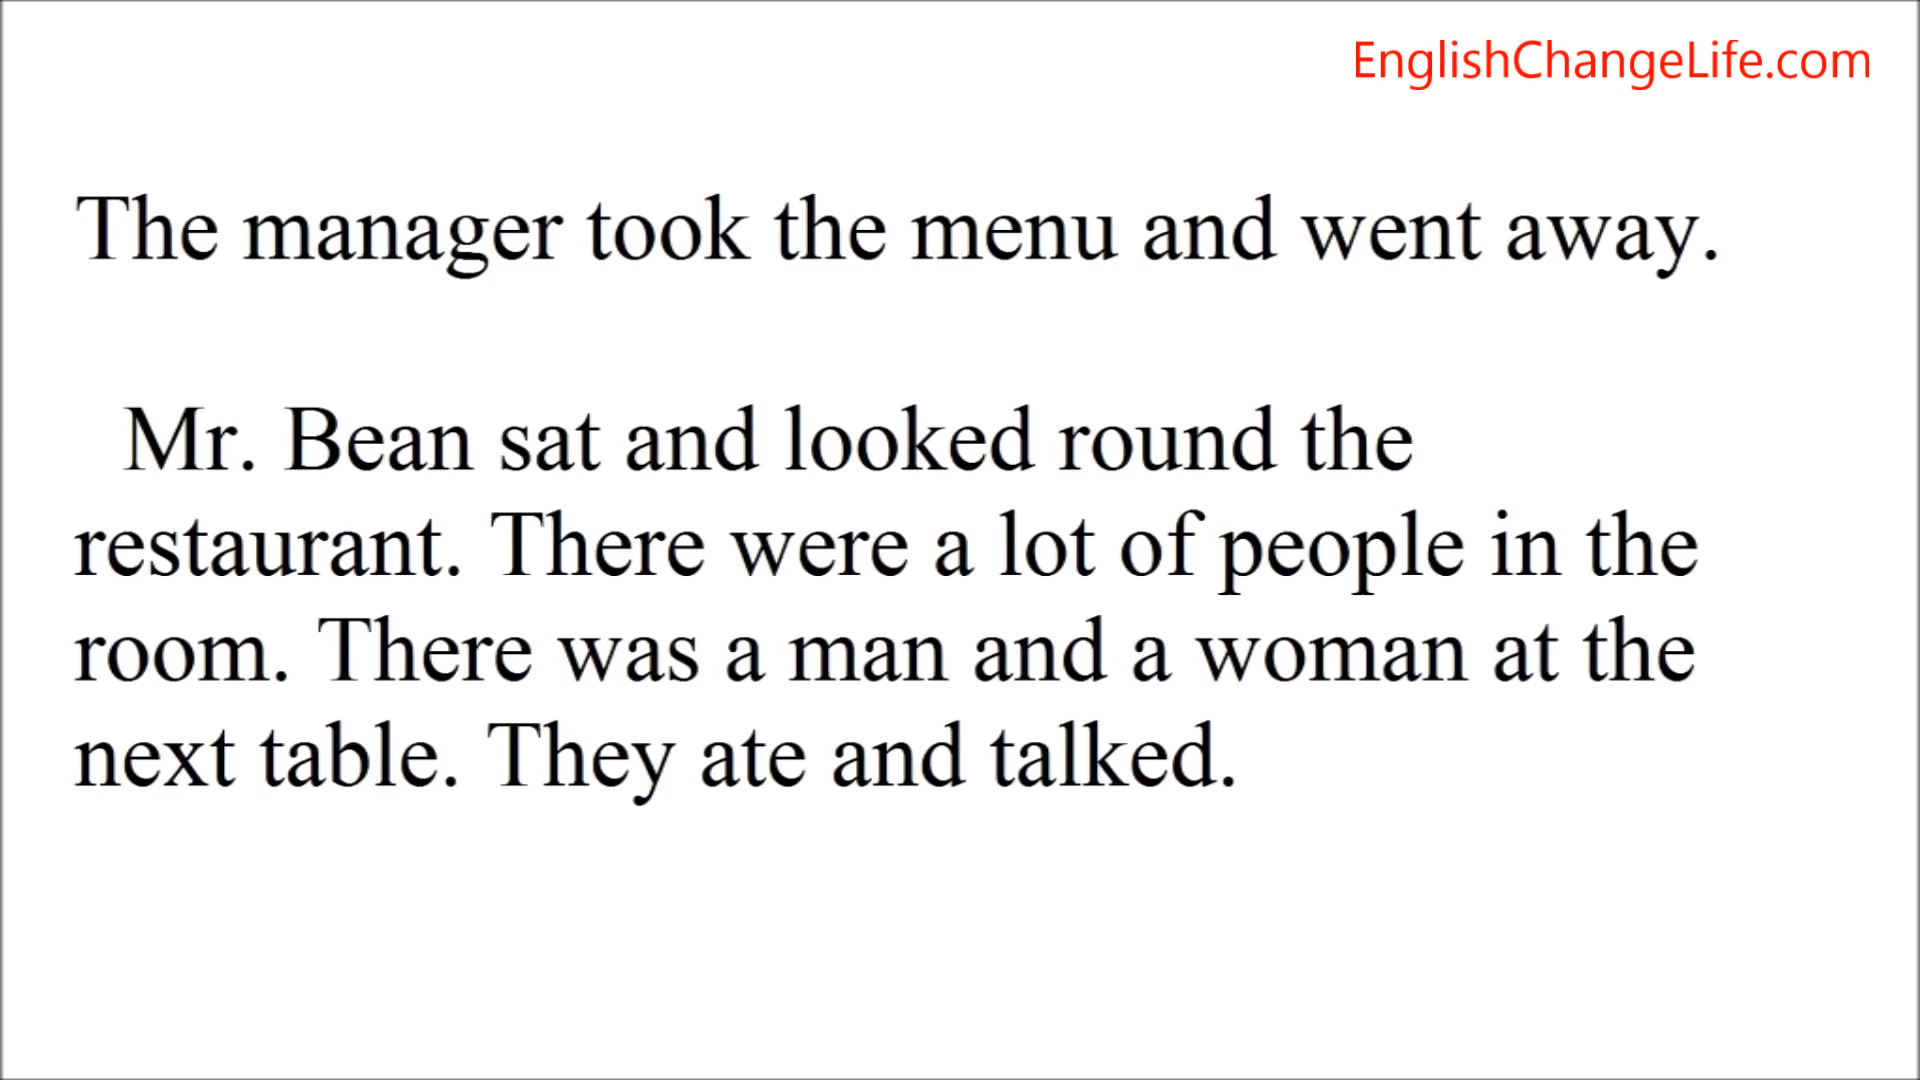 EnglishChangeLife.com
The manager took the menu and went away.
Mr. Bean sat and looked round the
restaurant. There were a lot of people in the
room. There was a man and a woman at the
next table. They ate and talked.